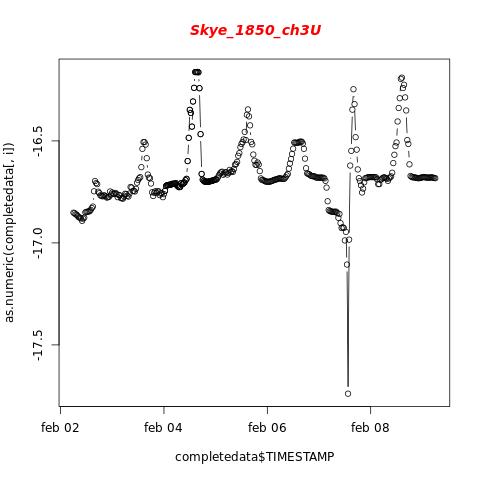 Skye_1850_ch3U
as.numeric(completedata[, i])
-16.5
-17.0
-17.5
feb 02 feb 04 feb 06 feb 08
completedata$TIMESTAMP